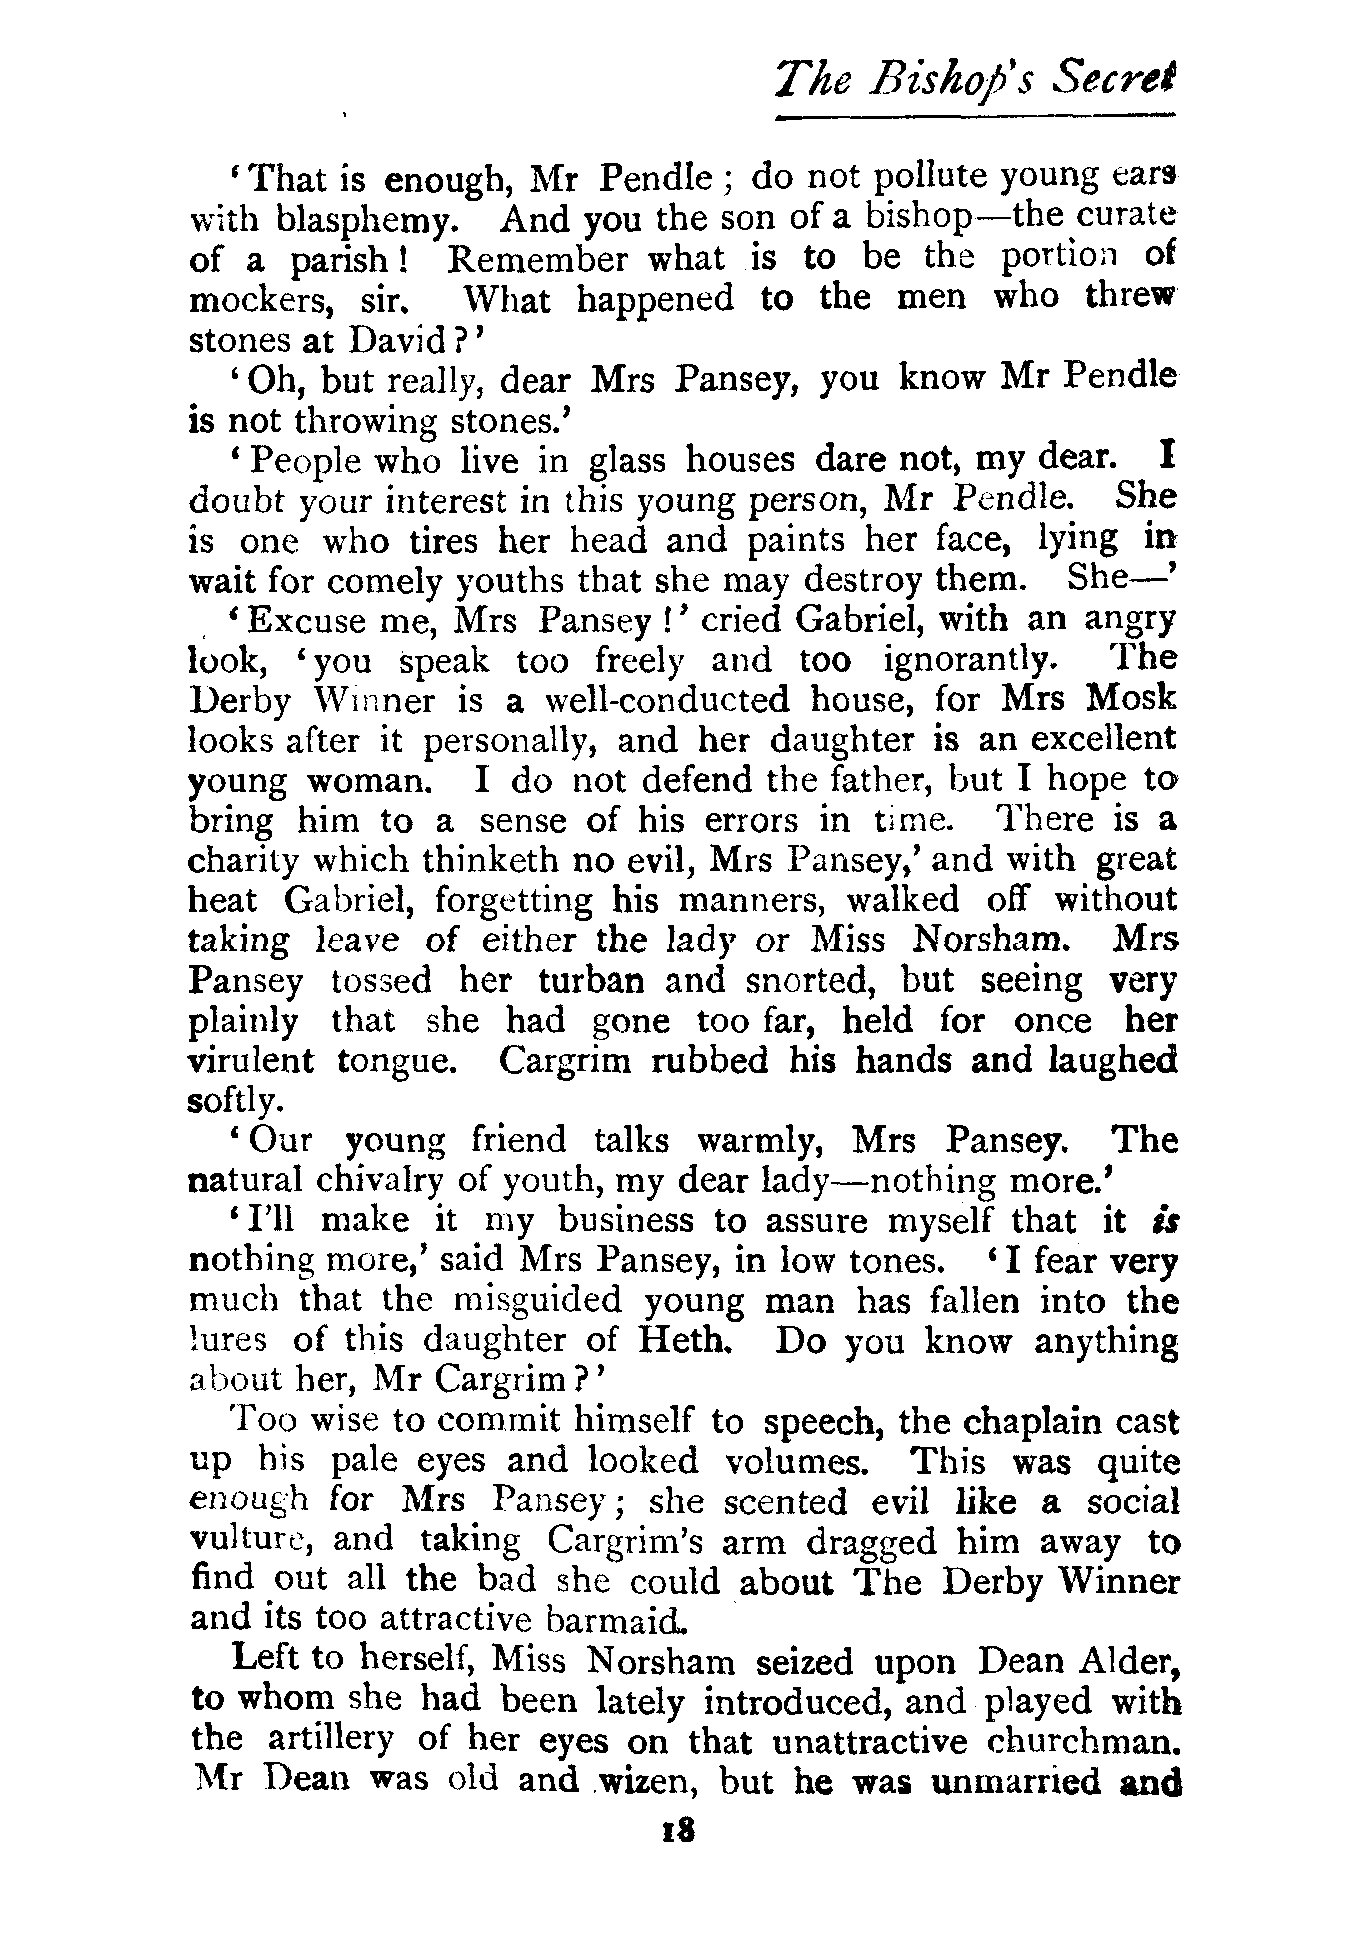 The Bishop's Secret
‘That is enough, Mr Pendle; do not pollute young ears
with blasphemy. And you the son of a bishop—the curate
of a parish! Remember what is to be the portion of
mockers, sir. What happened to the men who threw
stones at David?’
‘Oh, but really, dear Mrs Pansey, you know Mr Pendle
is not throwing stones.’
‘People who live in glass houses dare not, my dear. I
doubt your interest in this young person, Mr Pendle. She
is one who tires her head and paints her face, lying in
wait for comely youths that she may destroy them. She—’
‘Excuse me, Mrs Pansey!’ cried Gabriel, with an angry
look, ‘you speak too freely and too ignorantly. The
Derby Winner is a well-conducted house, for Mrs Mosk
looks after it personally, and her daughter is an excellent
young woman. I do not defend the father, but I hope to
bring him to a sense of his errors in time. There is a
charity which thinketh no evil, Mrs Pansey,’ and with great
heat Gabriel, forgetting his manners, walked off without
taking leave of either the lady or Miss Norsham. Mrs
Pansey tossed her turban and snorted, but seeing very
plainly that she had gone too far, held for once her
virulent tongue. Cargrim rubbed his hands and laughed
softly.
‘Our young friend talks warmly, Mrs Pansey. The
natural chivalry of youth, my dear lady—nothing more.’
‘I'll make it my business to assure myself that it is
nothing more,’ said Mrs Pansey, in low tones. ‘I fear very
much that the misguided young man has fallen into the
lures of this daughter of Heth. Do you know anything
about her, Mr Cargrim?’
Too wise to commit himself to speech, the chaplain cast
up his pale eyes and looked volumes. This was quite
enough for Mrs Pansey; she scented evil like a social
vulture, and taking Cargrim's arm dragged him away to
find out all the bad she could about The Derby Winner
and its too attractive barmaid.
Left to herself, Miss Norsham seized upon Dean Alder,
to whom she had been lately introduced, and played with
the artillery of her eyes on that unattractive churchman.
Mr Dean was old and wizen, but he was unmarried and
18